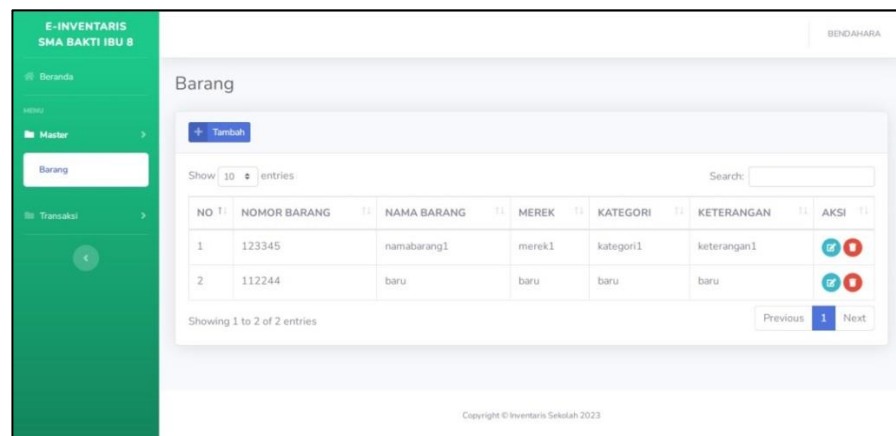 E-INVENTARIS
SMA BAKTI IBU 8
BENDAHARA
Beranda
MENU
Master
Barang
Transaksi
Barang
Tambah
Show 10 entries
Search:
NO NOMOR BARANG NAMA BARANG MEREK KATEGORI KETERANGAN AKSI
1 123345 namabarang1 merek1 kategori1 keterangan1
2 112244 baru baru baru baru
Showing 1 to 2 of 2 entries
Previous 1 Next
Copyright © Inventaris Sekolah 2023